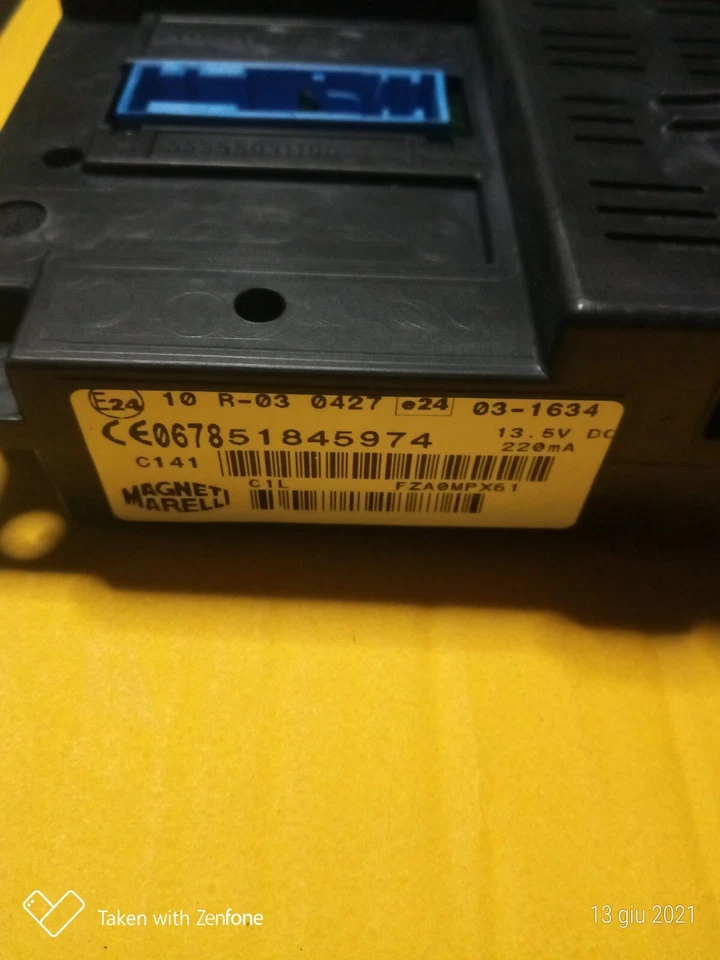 E24 10 R-03 0427 e24 03-1634
CE0678 51845974 13.5V DC
220mA
C141
C1L FZA0MPX61
MAGNETI
MARELLI
Taken with Zenfone
13 giu 2021